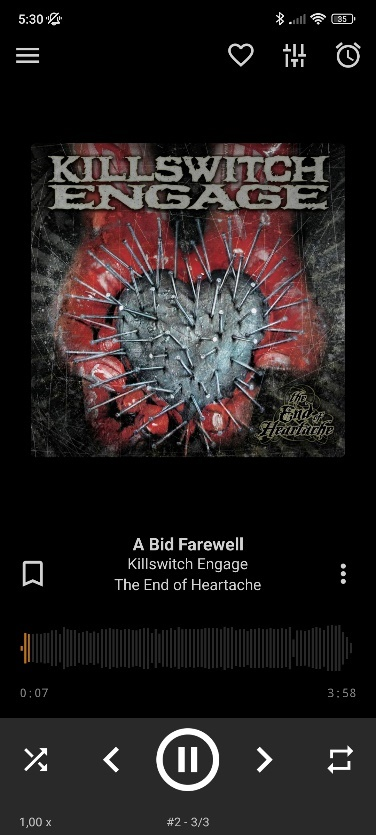 5:30
85
KILLSWITCH
ENGAGE
the
End of
Heartache
A Bid Farewell
Killswitch Engage
The End of Heartache
0:07
3:58
1,00 x
#2 - 3/3